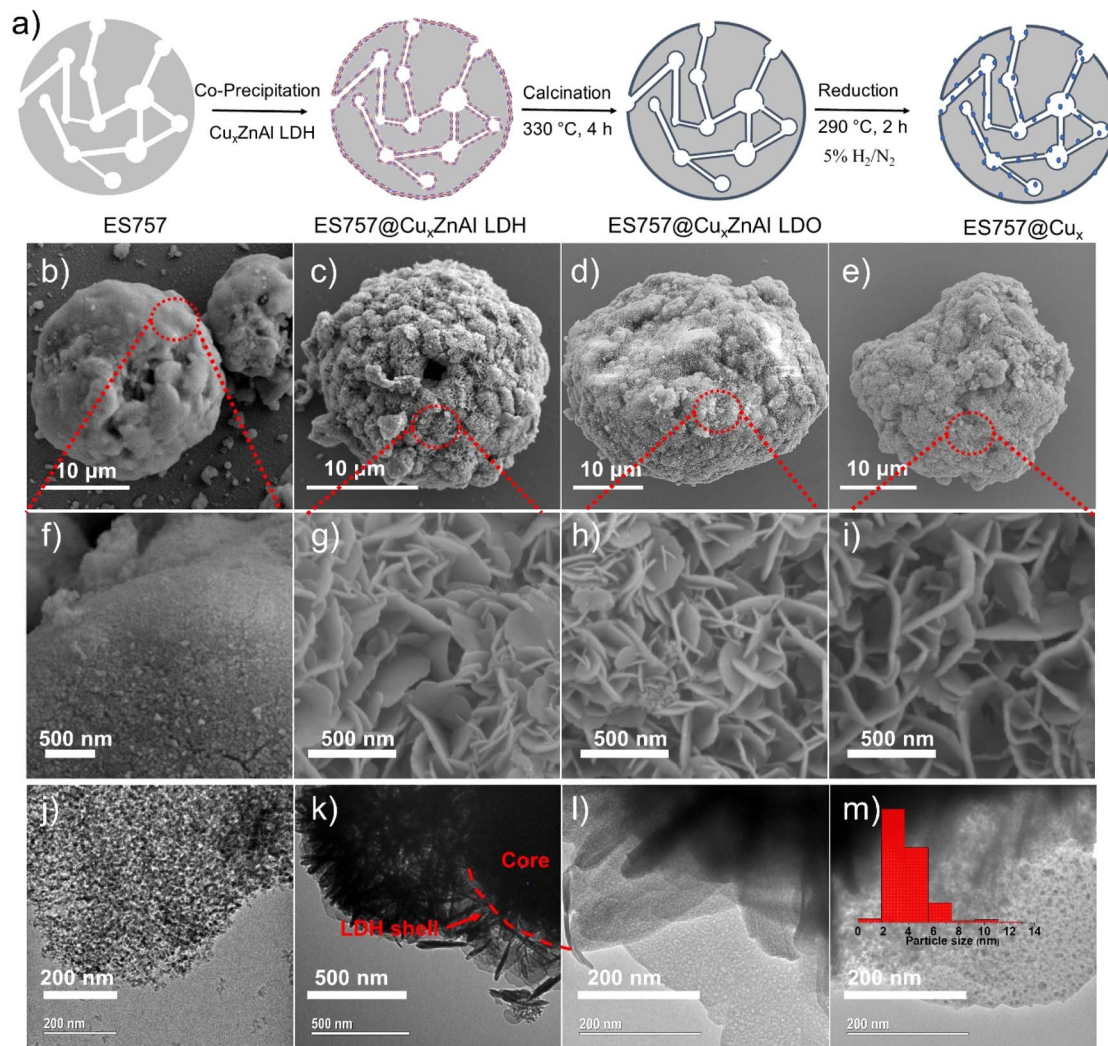 a)
Co-Precipitation
CuxZnAl LDH
Calcination
330 °C, 4 h
Reduction
290 °C, 2 h
5% H2/N2
ES757
ES757@CuxZnAl LDH
ES757@CuxZnAl LDO
ES757@Cux
b)
10 µm
c)
10 µm
d)
10 µm
e)
10 µm
f)
500 nm
g)
500 nm
h)
500 nm
i)
500 nm
j)
200 nm
200 nm
k)
Core
LDH shell
500 nm
500 nm
l)
200 nm
200 nm
m)
0 2 4 6 8 10 12 14
Particle size (nm)
200 nm
200 nm